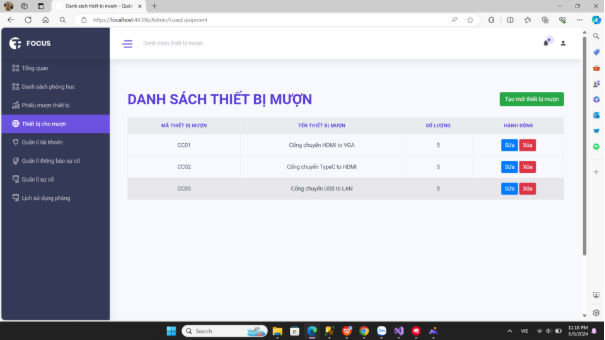 Danh sách thiết bị mượn - Quản
https://localhost:44386/Admin/LoanEquipment
FOCUS
Danh sách thiết bị mượn
Tổng quan
Danh sách phòng học
Phiếu mượn thiết bị
Thiết bị cho mượn
Quản lí tài khoản
Quản lí thông báo sự cố
Quản lí sự cố
Lịch sử dụng phòng
DANH SÁCH THIẾT BỊ MƯỢN
Tạo mới thiết bị mượn
MÃ THIẾT BỊ MƯỢN TÊN THIẾT BỊ MƯỢN SỐ LƯỢNG HÀNH ĐỘNG
CC01 Cổng chuyển HDMI to VGA 5 Sửa Xóa
CC02 Cổng chuyển TypeC to HDMI 5 Sửa Xóa
CC03 Cổng chuyển USB to LAN 5 Sửa Xóa
Search
VIE
11:18 PM
6/8/2024